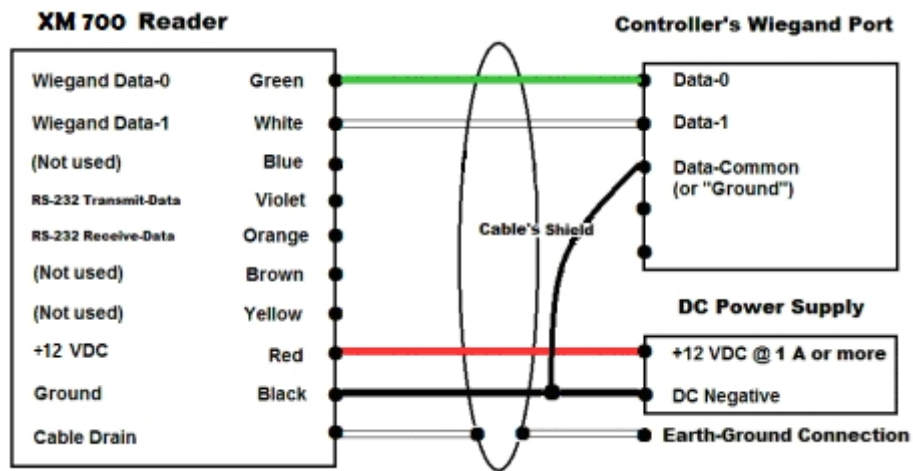 XM 700 Reader
Controller's Wiegand Port
Wiegand Data-0 Green
Data-0
Wiegand Data-1 White
Data-1
(Not used) Blue
Data-Common
(or "Ground")
RS-232 Transmit-Data Violet
Cable's Shield
RS-232 Receive-Data Orange
(Not used) Brown
(Not used) Yellow
DC Power Supply
+12 VDC Red
+12 VDC @ 1 A or more
Ground Black
DC Negative
Cable Drain
Earth-Ground Connection